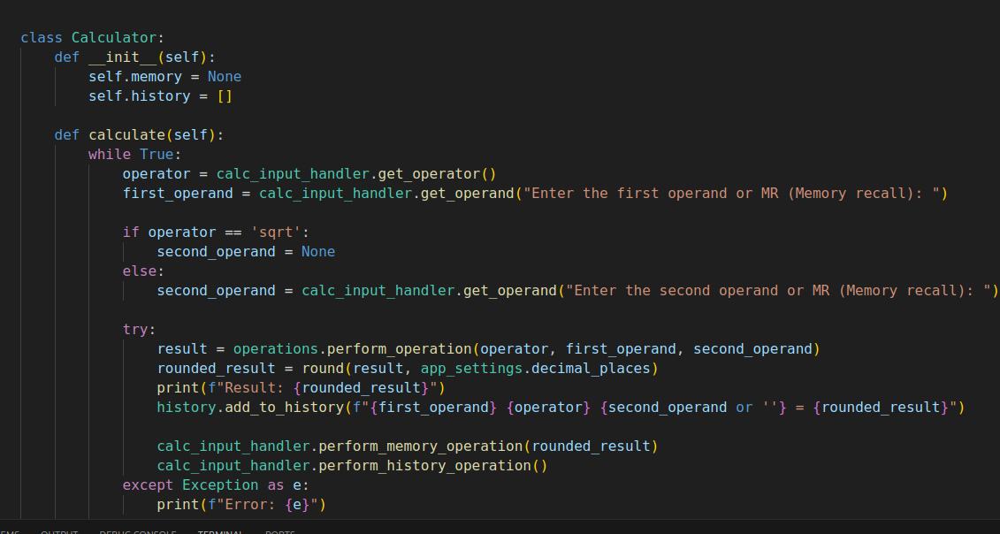 class Calculator:
    def __init__(self):
        self.memory = None
        self.history = []

    def calculate(self):
        while True:
            operator = calc_input_handler.get_operator()
            first_operand = calc_input_handler.get_operand("Enter the first operand or MR (Memory recall): ")

            if operator == 'sqrt':
                second_operand = None
            else:
                second_operand = calc_input_handler.get_operand("Enter the second operand or MR (Memory recall): ")

            try:
                result = operations.perform_operation(operator, first_operand, second_operand)
                rounded_result = round(result, app_settings.decimal_places)
                print(f"Result: {rounded_result}")
                history.add_to_history(f"{first_operand} {operator} {second_operand or ''} = {rounded_result}")

                calc_input_handler.perform_memory_operation(rounded_result)
                calc_input_handler.perform_history_operation()
            except Exception as e:
                print(f"Error: {e}")
OUTPUT DEBUG CONSOLE TERMINAL PORTS